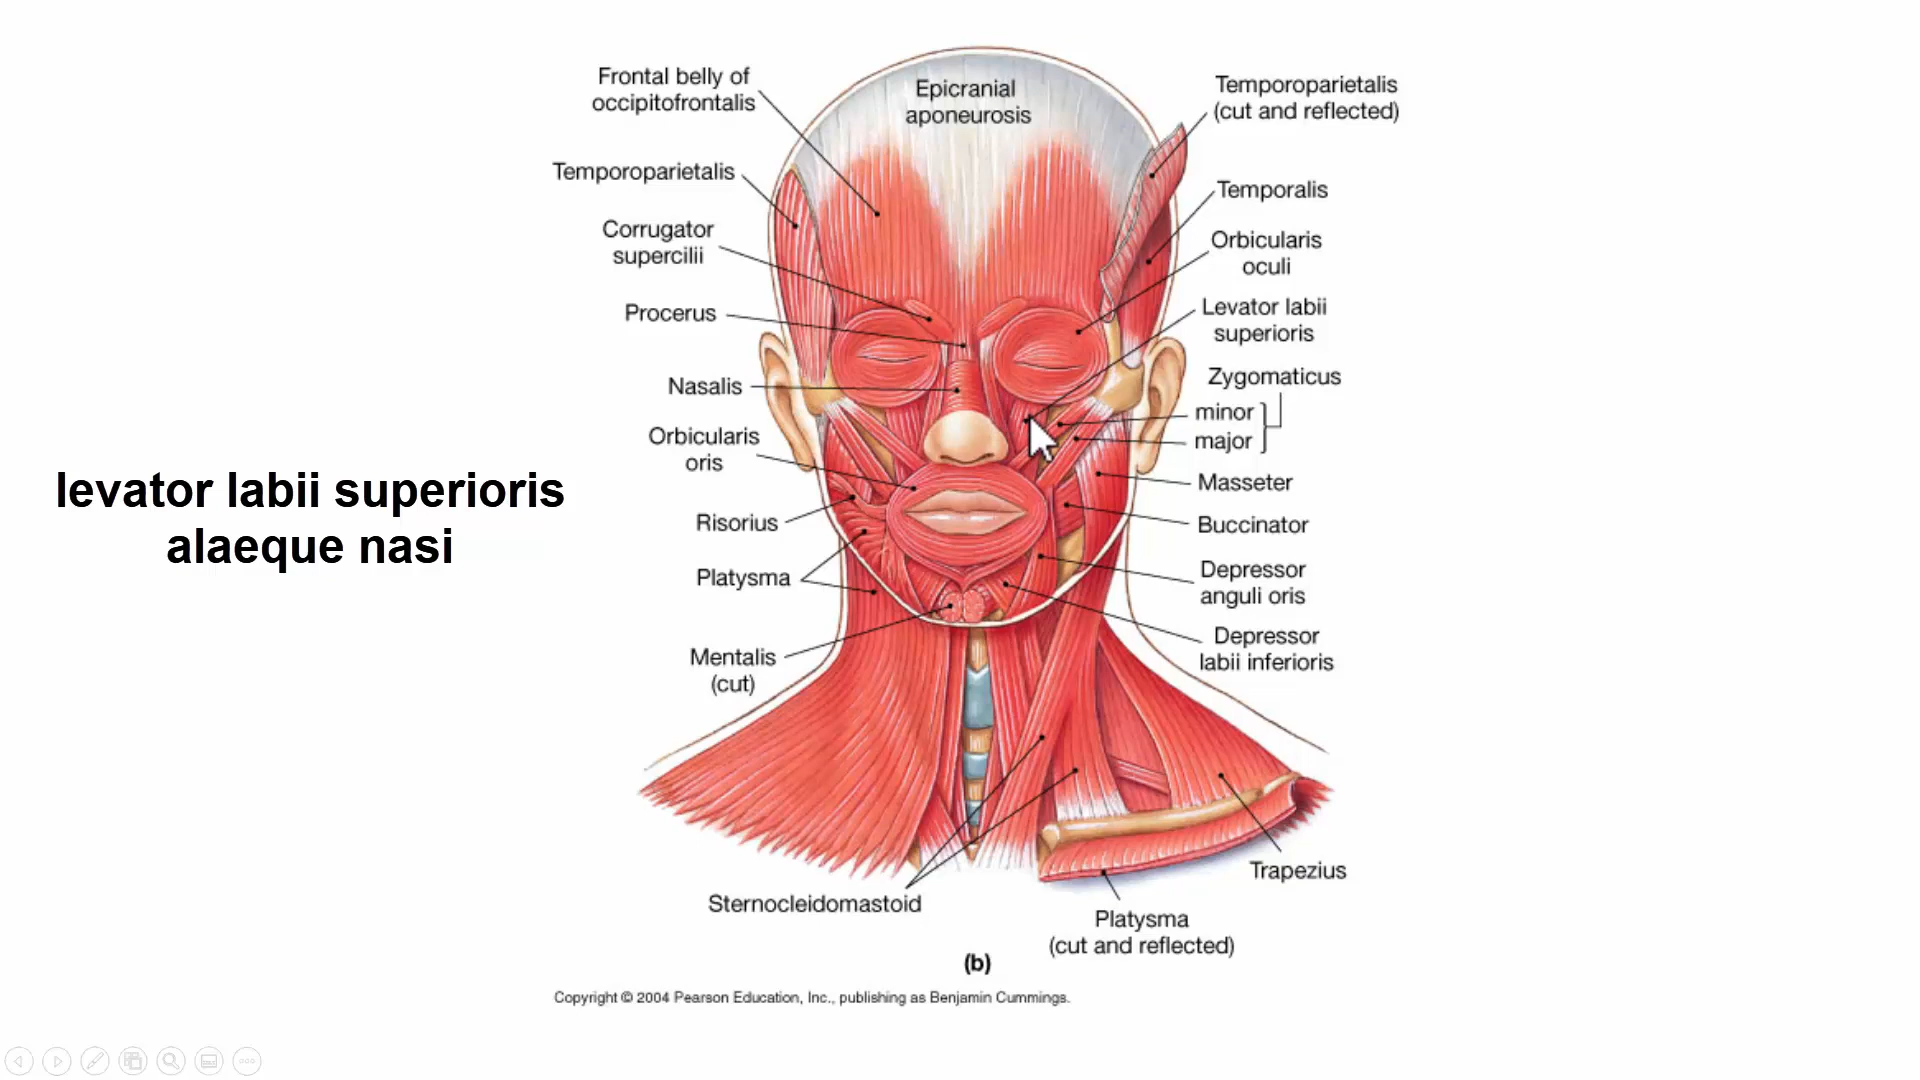 levator labii superioris
alaeque nasi
Epicranial
aponeurosis
Frontal belly of
occipitofrontalis
Temporoparietalis
Corrugator
supercilii
Procerus
Nasalis
Orbicularis
oris
Risorius
Platysma
Mentalis
(cut)
Sternocleidomastoid
Temporoparietalis
(cut and reflected)
Temporalis
Orbicularis
oculi
Levator labii
superioris
Zygomaticus
minor
major
Masseter
Buccinator
Depressor
anguli oris
Depressor
labii inferioris
Trapezius
Platysma
(cut and reflected)
(b)
Copyright © 2004 Pearson Education, Inc., publishing as Benjamin Cummings.